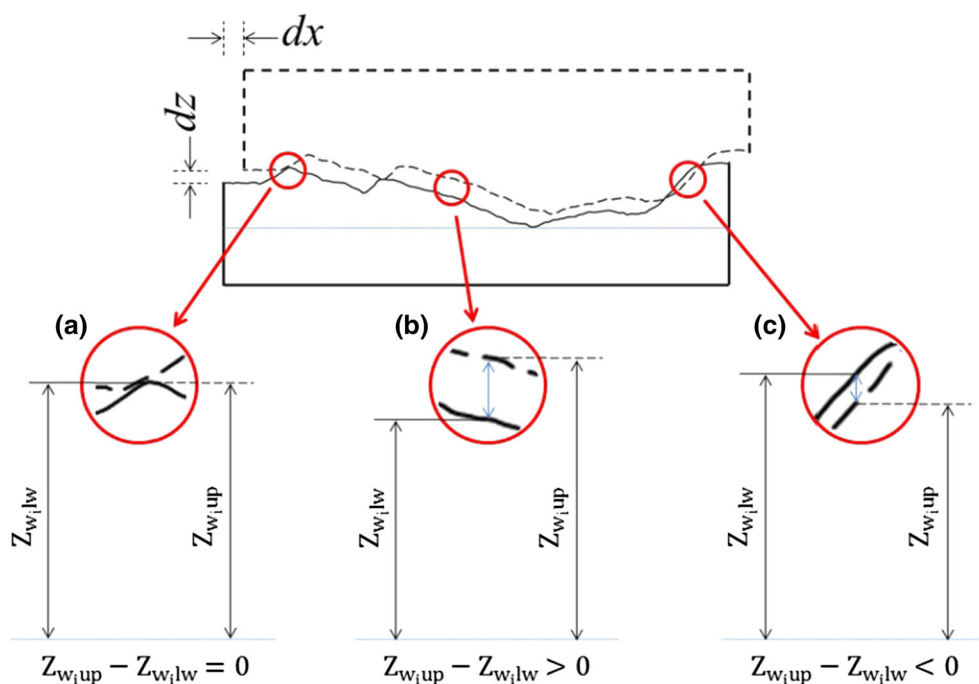 dx
dz
(a) (b) (c)
Z_{w_i}lw
Z_{w_i}up
Z_{w_i}lw
Z_{w_i}up
Z_{w_i}lw
Z_{w_i}up
Z_{w_i}up − Z_{w_i}lw = 0
Z_{w_i}up − Z_{w_i}lw > 0
Z_{w_i}up − Z_{w_i}lw < 0